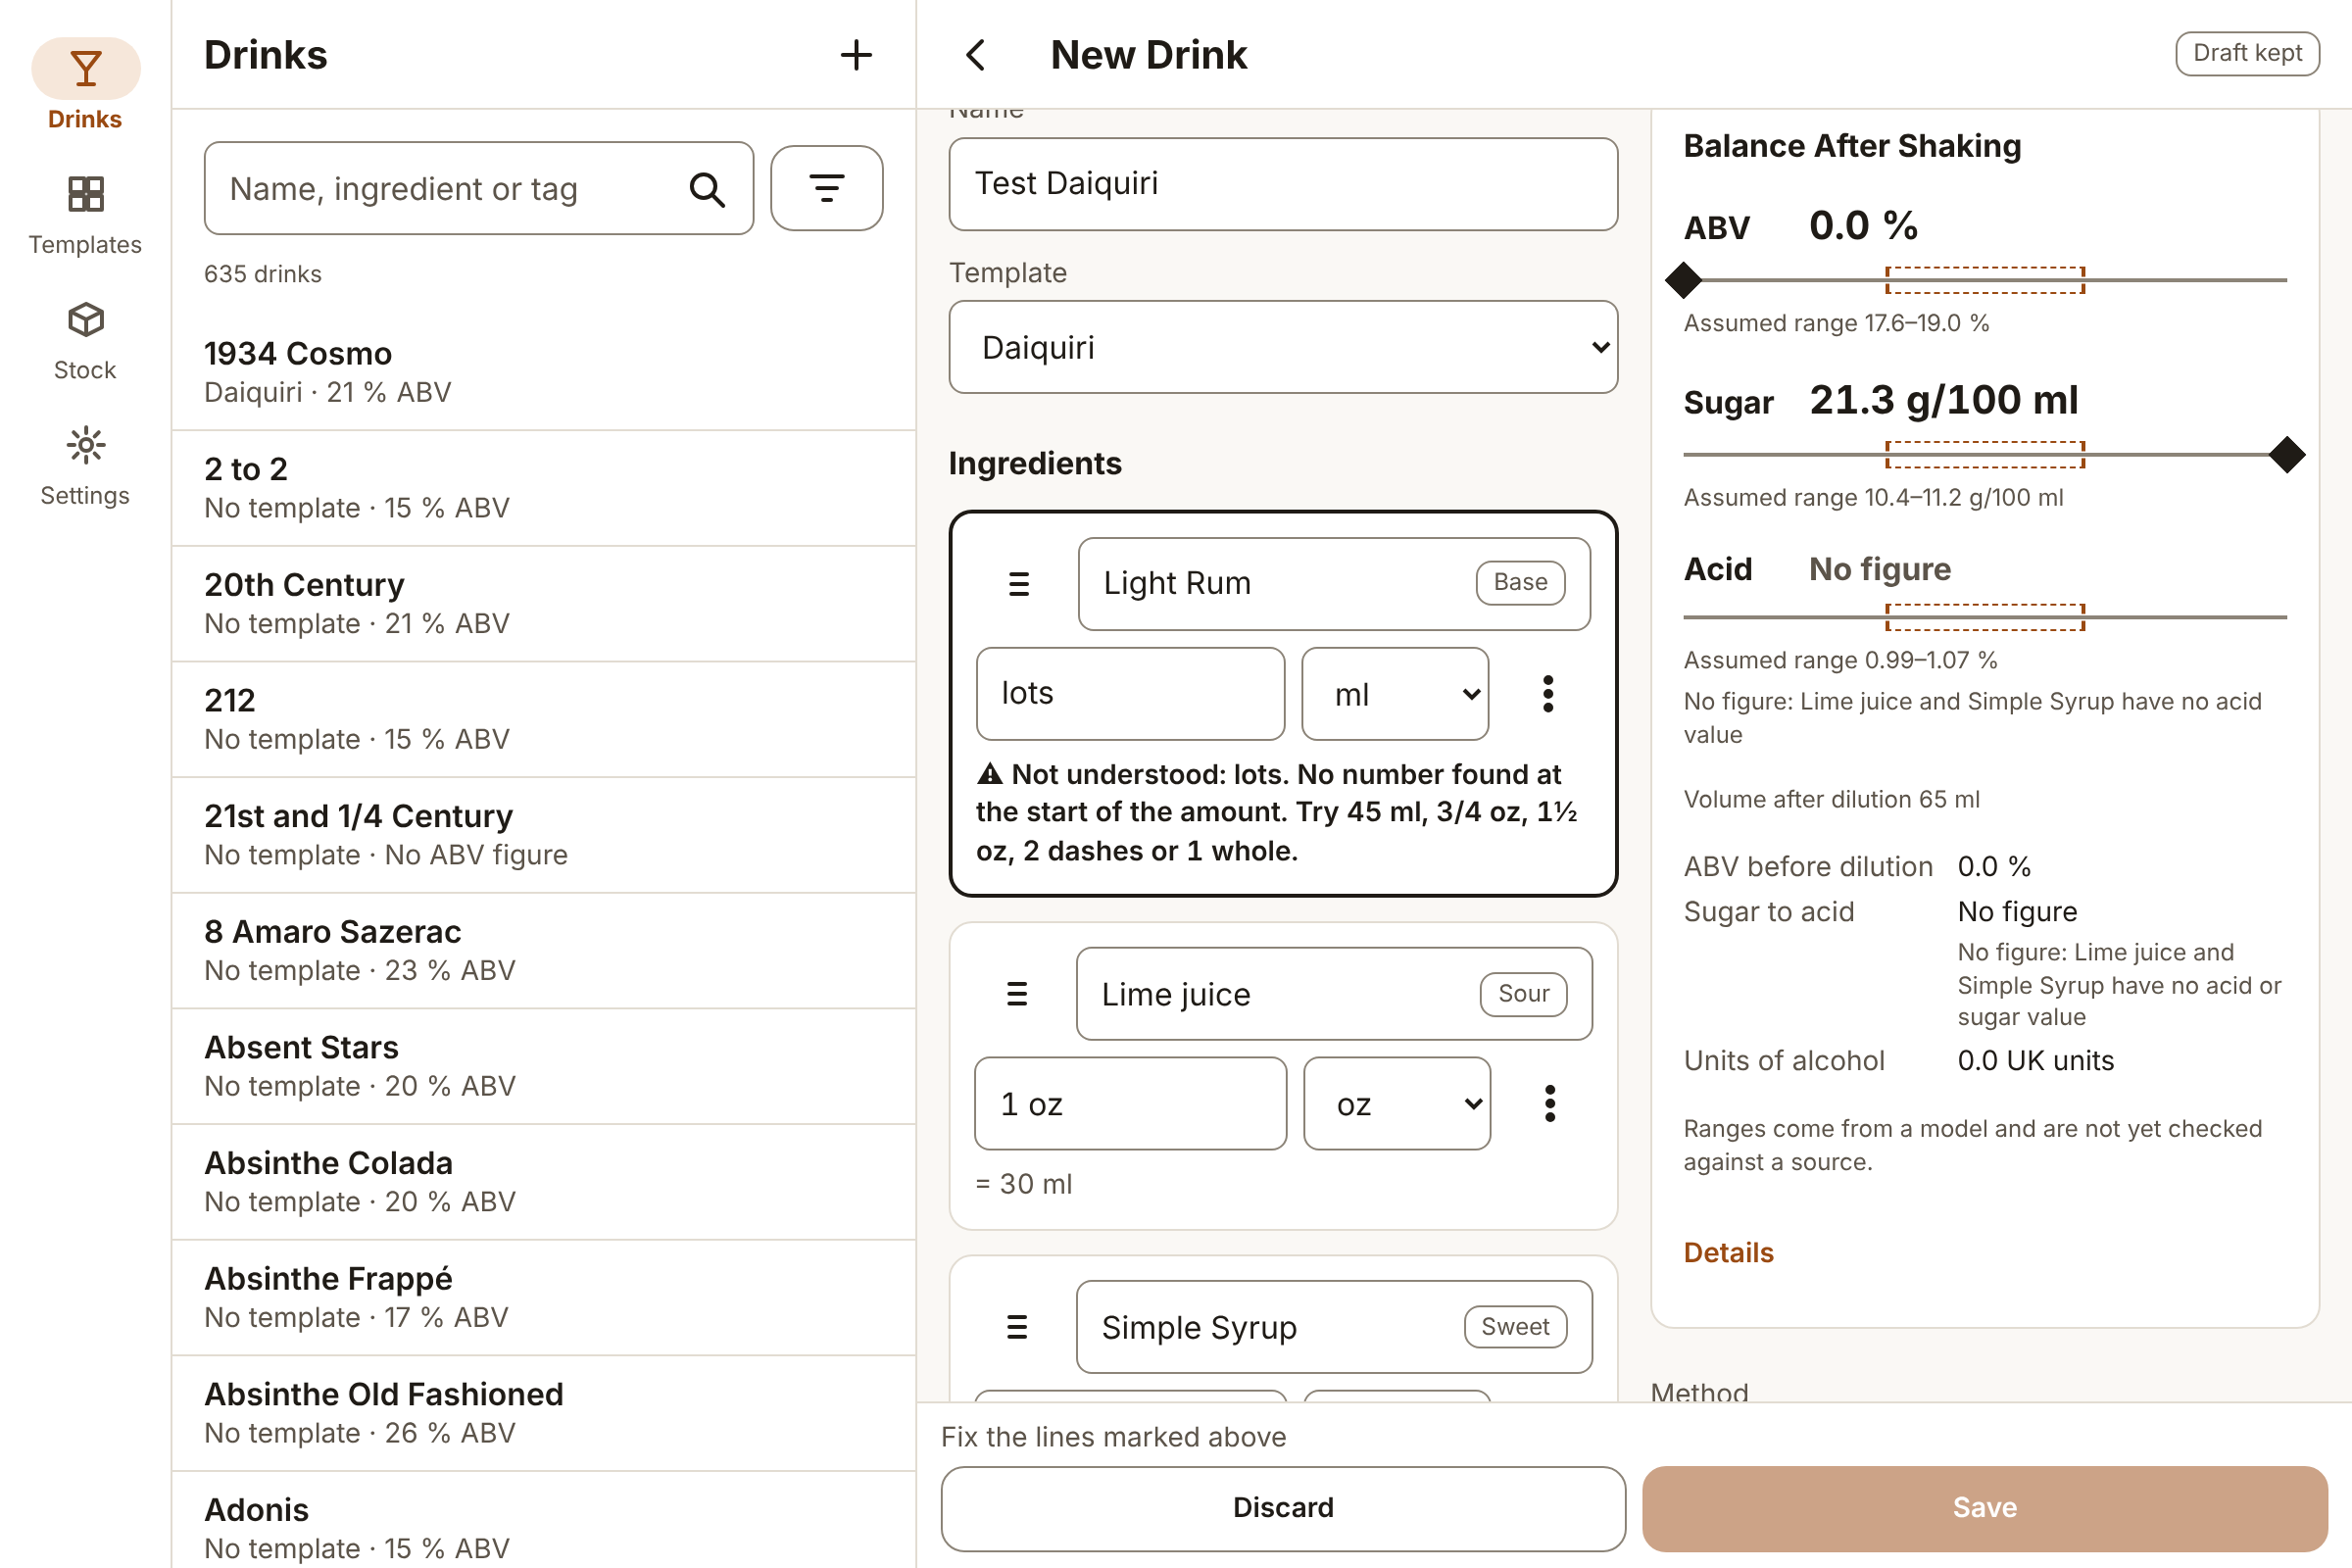 Drinks
Templates
Stock
Settings
Drinks
Name, ingredient or tag
635 drinks
1934 Cosmo
Daiquiri · 21 % ABV
2 to 2
No template · 15 % ABV
20th Century
No template · 21 % ABV
212
No template · 15 % ABV
21st and 1/4 Century
No template · No ABV figure
8 Amaro Sazerac
No template · 23 % ABV
Absent Stars
No template · 20 % ABV
Absinthe Colada
No template · 20 % ABV
Absinthe Frappé
No template · 17 % ABV
Absinthe Old Fashioned
No template · 26 % ABV
Adonis
No template · 15 % ABV
New Drink
Draft kept
Name
Test Daiquiri
Template
Daiquiri
Ingredients
Light Rum
Base
lots
ml
Not understood: lots. No number found at
the start of the amount. Try 45 ml, 3/4 oz, 1½
oz, 2 dashes or 1 whole.
Lime juice
Sour
1 oz
oz
= 30 ml
Simple Syrup
Sweet
Balance After Shaking
ABV 0.0 %
Assumed range 17.6–19.0 %
Sugar 21.3 g/100 ml
Assumed range 10.4–11.2 g/100 ml
Acid No figure
Assumed range 0.99–1.07 %
No figure: Lime juice and Simple Syrup have no acid
value
Volume after dilution 65 ml
ABV before dilution 0.0 %
Sugar to acid No figure
No figure: Lime juice and
Simple Syrup have no acid or
sugar value
Units of alcohol 0.0 UK units
Ranges come from a model and are not yet checked
against a source.
Details
Method
Fix the lines marked above
Discard
Save